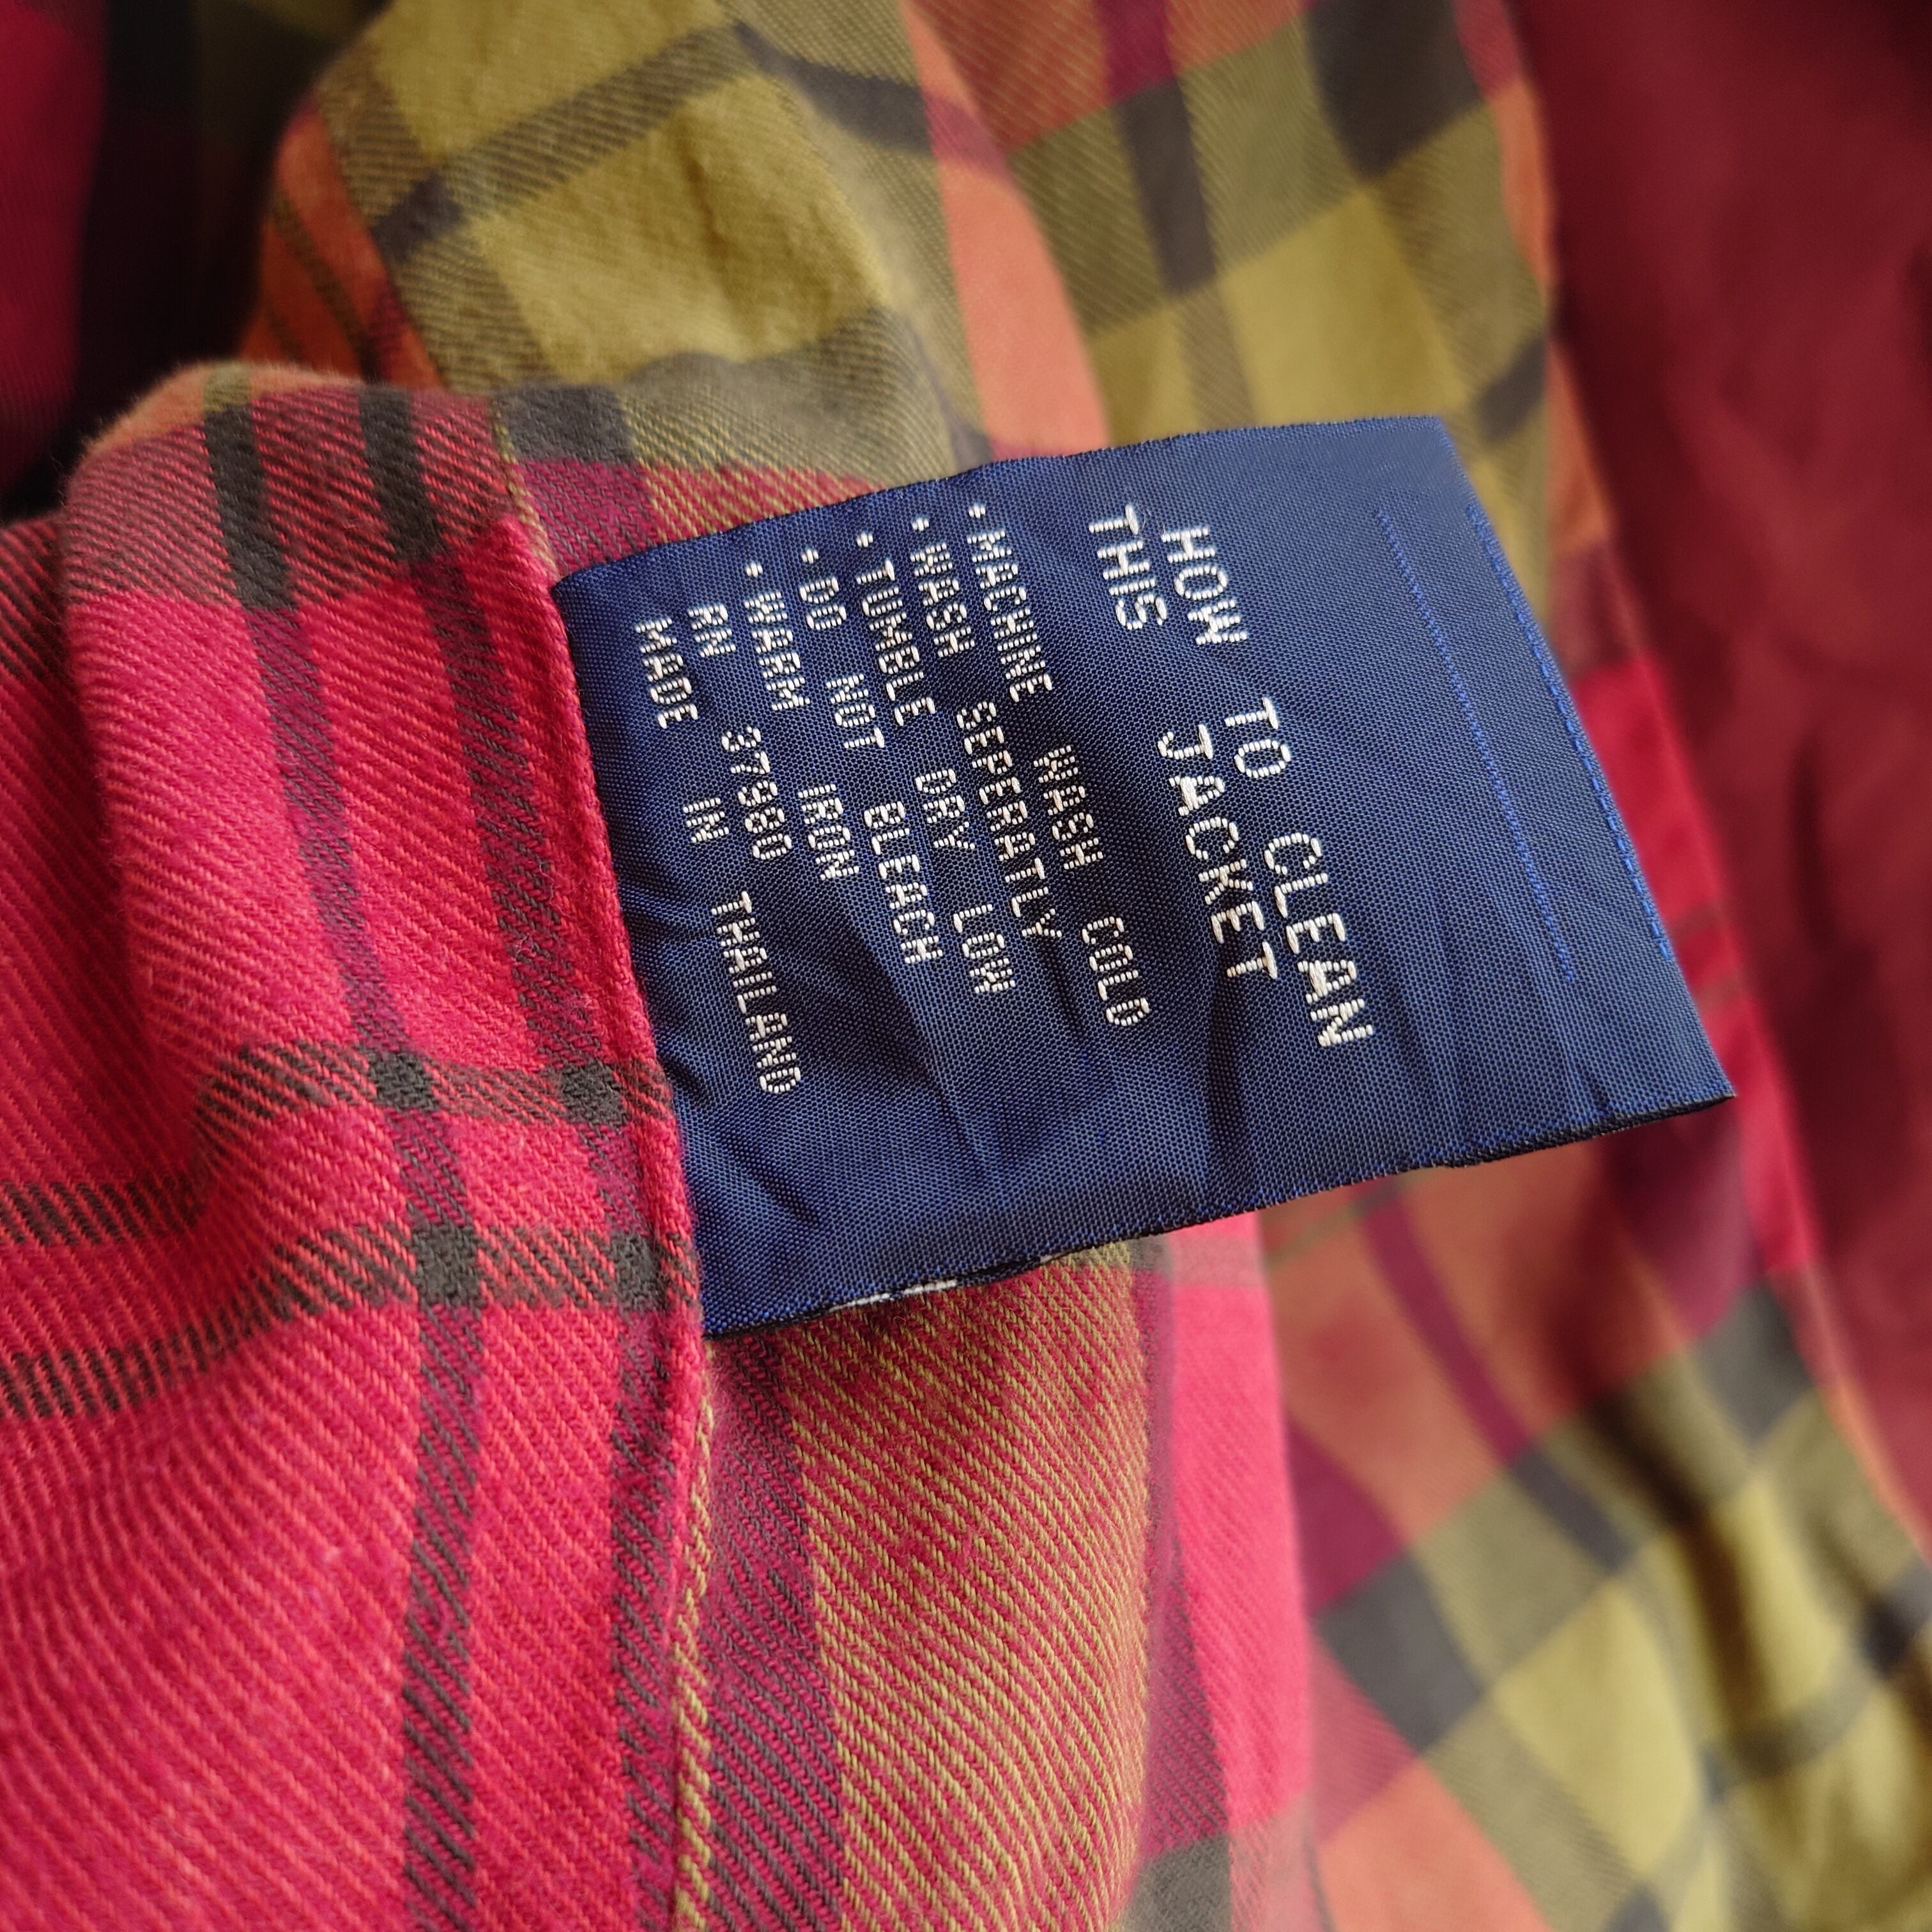 HOW TO CLEAN
THIS JACKET
• MACHINE WASH COLD
• WASH SEPERATLY
• TUMBLE DRY LOW
• DO NOT BLEACH
• WARM IRON
RN 37980
MADE IN THAILAND